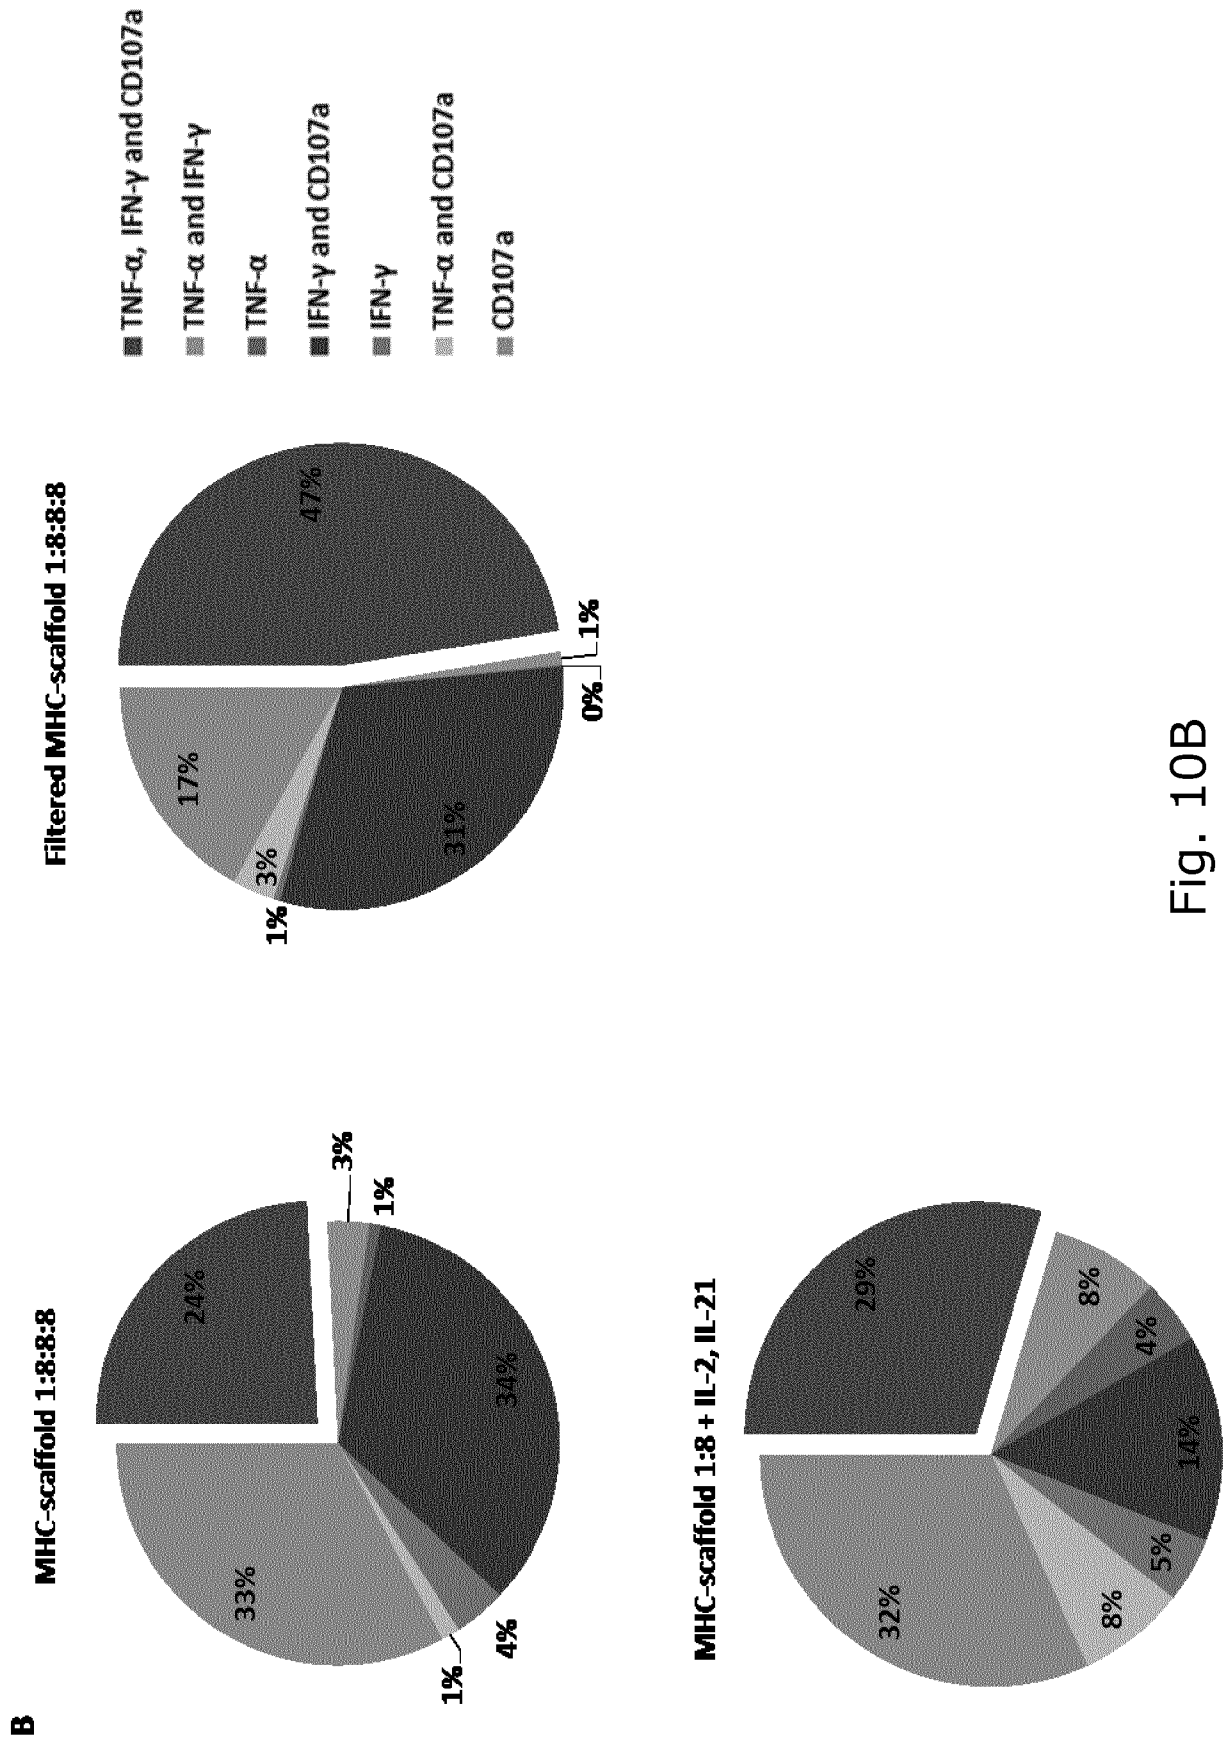 B
MHC-scaffold 1:8:8:8
24%
3%
1%
34%
4%
1%
33%
Filtered MHC-scaffold 1:8:8:8
47%
1%
0%
31%
1%
3%
17%
TNF-α, IFN-γ and CD107a
TNF-α and IFN-γ
TNF-α
IFN-γ and CD107a
IFN-γ
TNF-α and CD107a
CD107a
MHC-scaffold 1:8 + IL-2, IL-21
29%
8%
4%
14%
5%
8%
32%
Fig. 10B